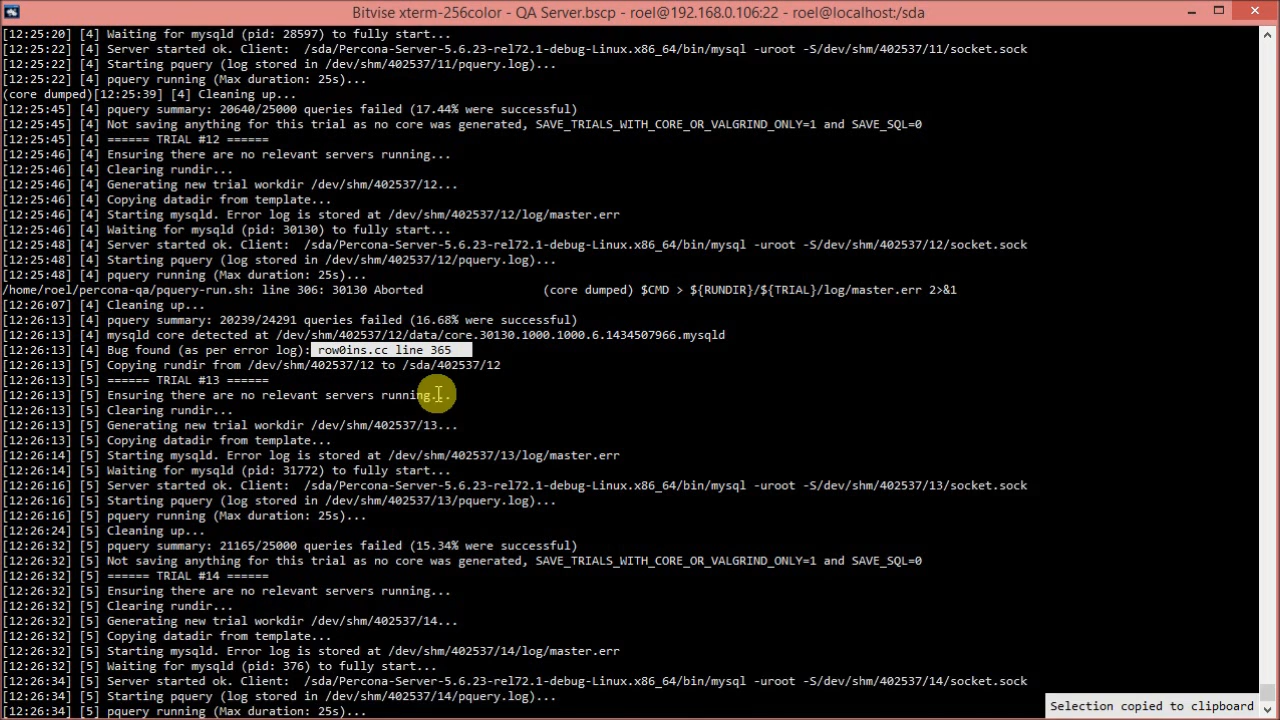 Bitvise xterm-256color - QA Server.bscp - roel@192.168.0.106:22 - roel@localhost:/sda
[12:25:20] [4] Waiting for mysqld (pid: 28597) to fully start...
[12:25:22] [4] Server started ok. Client:  /sda/Percona-Server-5.6.23-rel72.1-debug-Linux.x86_64/bin/mysql -uroot -S/dev/shm/402537/11/socket.sock
[12:25:22] [4] Starting pquery (log stored in /dev/shm/402537/11/pquery.log)...
[12:25:22] [4] pquery running (Max duration: 25s)...
(core dumped)[12:25:39] [4] Cleaning up...
[12:25:45] [4] pquery summary: 20640/25000 queries failed (17.44% were successful)
[12:25:45] [4] Not saving anything for this trial as no core was generated, SAVE_TRIALS_WITH_CORE_OR_VALGRIND_ONLY=1 and SAVE_SQL=0
[12:25:45] [4] ====== TRIAL #12 ======
[12:25:46] [4] Ensuring there are no relevant servers running...
[12:25:46] [4] Clearing rundir...
[12:25:46] [4] Generating new trial workdir /dev/shm/402537/12...
[12:25:46] [4] Copying datadir from template...
[12:25:46] [4] Starting mysqld. Error log is stored at /dev/shm/402537/12/log/master.err
[12:25:46] [4] Waiting for mysqld (pid: 30130) to fully start...
[12:25:48] [4] Server started ok. Client:  /sda/Percona-Server-5.6.23-rel72.1-debug-Linux.x86_64/bin/mysql -uroot -S/dev/shm/402537/12/socket.sock
[12:25:48] [4] Starting pquery (log stored in /dev/shm/402537/12/pquery.log)...
[12:25:48] [4] pquery running (Max duration: 25s)...
/home/roel/percona-qa/pquery-run.sh: line 306: 30130 Aborted                 (core dumped) $CMD > ${RUNDIR}/${TRIAL}/log/master.err 2>&1
[12:26:07] [4] Cleaning up...
[12:26:13] [4] pquery summary: 20239/24291 queries failed (16.68% were successful)
[12:26:13] [4] mysqld core detected at /dev/shm/402537/12/data/core.30130.1000.1000.6.1434507966.mysqld
[12:26:13] [4] Bug found (as per error log): row0ins.cc line 365
[12:26:13] [5] Copying rundir from /dev/shm/402537/12 to /sda/402537/12
[12:26:13] [5] ====== TRIAL #13 ======
[12:26:13] [5] Ensuring there are no relevant servers running...
[12:26:13] [5] Clearing rundir...
[12:26:13] [5] Generating new trial workdir /dev/shm/402537/13...
[12:26:13] [5] Copying datadir from template...
[12:26:14] [5] Starting mysqld. Error log is stored at /dev/shm/402537/13/log/master.err
[12:26:14] [5] Waiting for mysqld (pid: 31772) to fully start...
[12:26:16] [5] Server started ok. Client:  /sda/Percona-Server-5.6.23-rel72.1-debug-Linux.x86_64/bin/mysql -uroot -S/dev/shm/402537/13/socket.sock
[12:26:16] [5] Starting pquery (log stored in /dev/shm/402537/13/pquery.log)...
[12:26:16] [5] pquery running (Max duration: 25s)...
[12:26:24] [5] Cleaning up...
[12:26:32] [5] pquery summary: 21165/25000 queries failed (15.34% were successful)
[12:26:32] [5] Not saving anything for this trial as no core was generated, SAVE_TRIALS_WITH_CORE_OR_VALGRIND_ONLY=1 and SAVE_SQL=0
[12:26:32] [5] ====== TRIAL #14 ======
[12:26:32] [5] Ensuring there are no relevant servers running...
[12:26:32] [5] Clearing rundir...
[12:26:32] [5] Generating new trial workdir /dev/shm/402537/14...
[12:26:32] [5] Copying datadir from template...
[12:26:32] [5] Starting mysqld. Error log is stored at /dev/shm/402537/14/log/master.err
[12:26:32] [5] Waiting for mysqld (pid: 376) to fully start...
[12:26:34] [5] Server started ok. Client:  /sda/Percona-Server-5.6.23-rel72.1-debug-Linux.x86_64/bin/mysql -uroot -S/dev/shm/402537/14/socket.sock
[12:26:34] [5] Starting pquery (log stored in /dev/shm/402537/14/pquery.log)...
[12:26:34] [5] pquery running (Max duration: 25s)...
Selection copied to clipboard